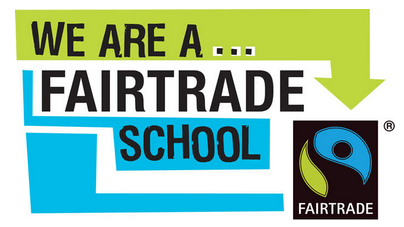 WE ARE A ...
FAIRTRADE
SCHOOL
®
FAIRTRADE